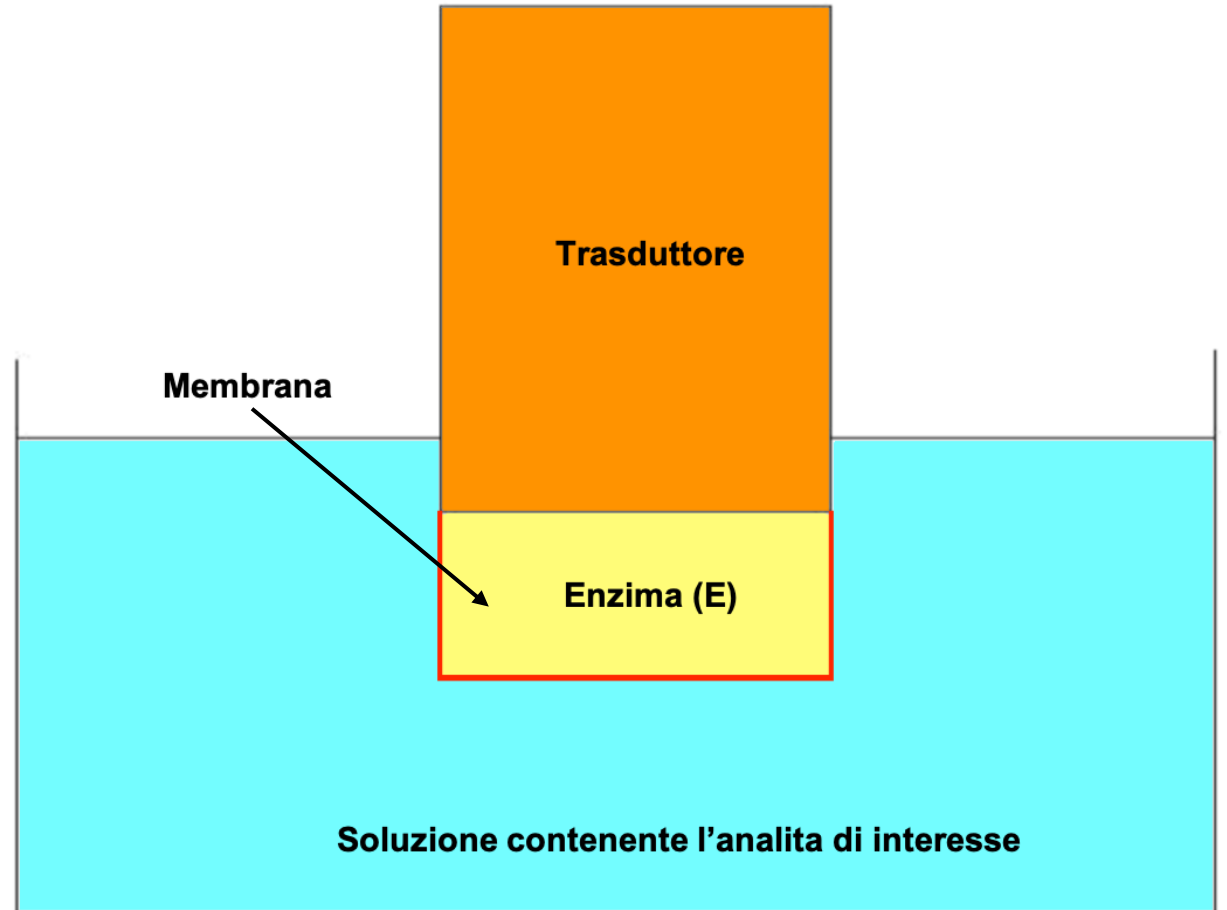 Trasduttore
Membrana
Enzima (E)
Soluzione contenente l’analita di interesse